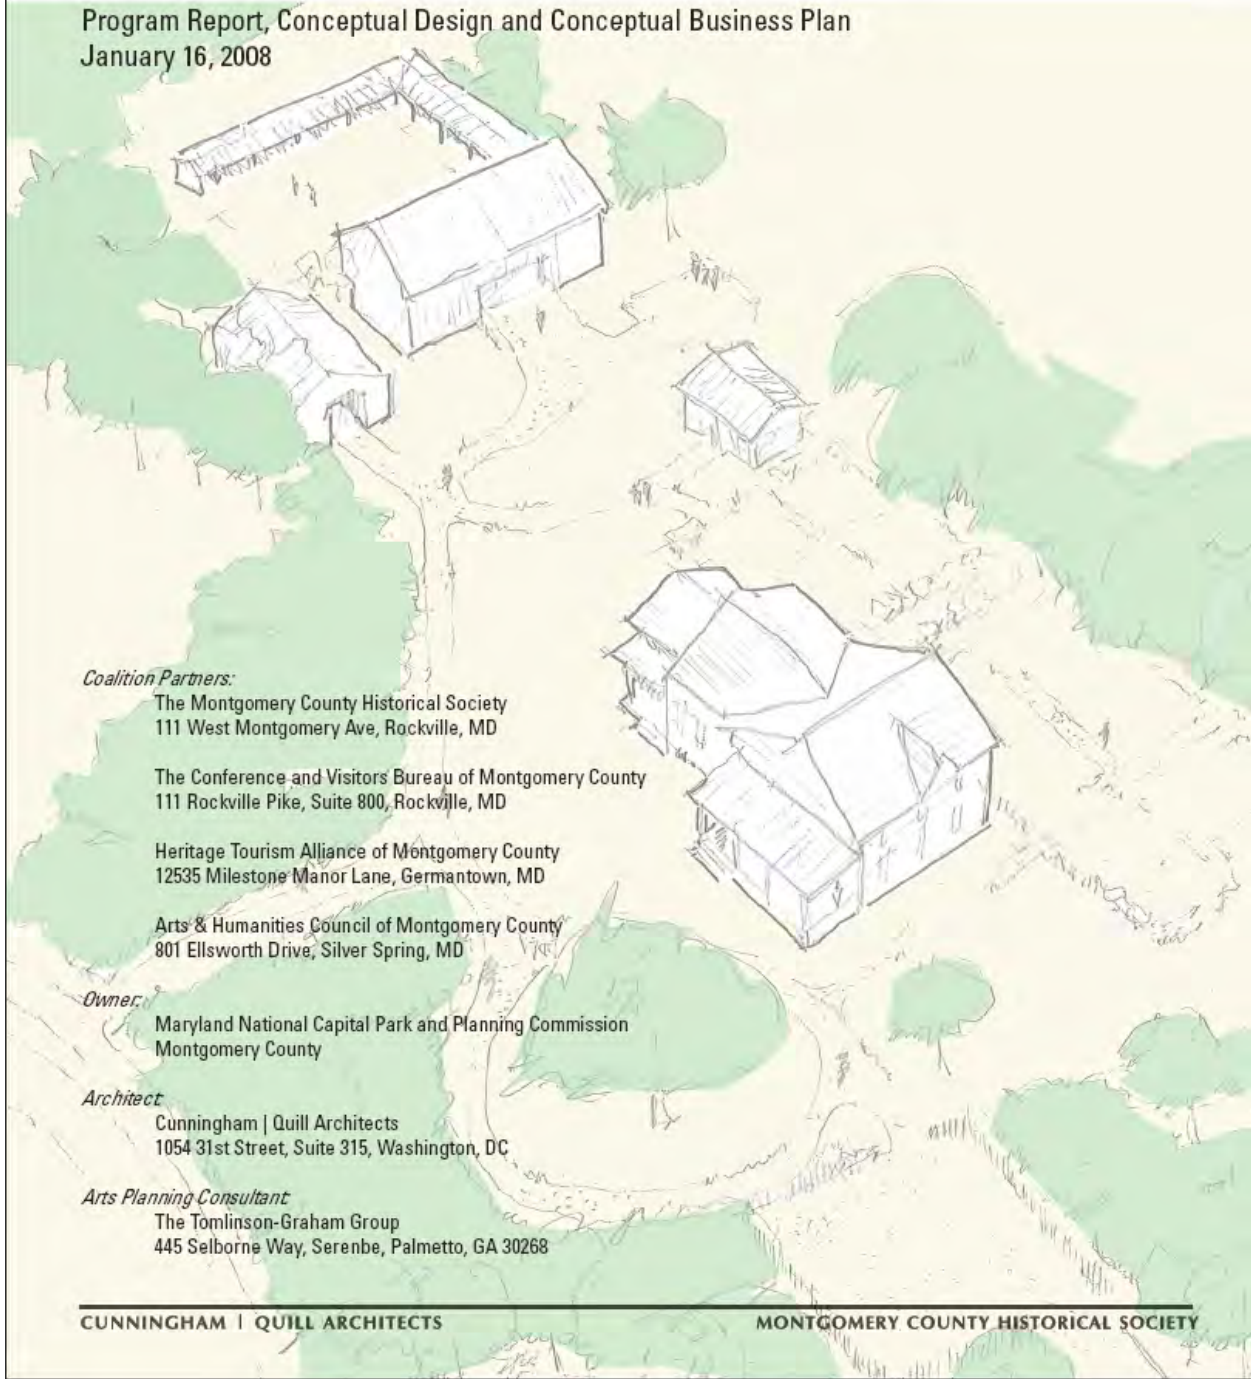 Program Report, Conceptual Design and Conceptual Business Plan
January 16, 2008
Coalition Partners:
The Montgomery County Historical Society
111 West Montgomery Ave, Rockville, MD
The Conference and Visitors Bureau of Montgomery County
111 Rockville Pike, Suite 800, Rockville, MD
Heritage Tourism Alliance of Montgomery County
12535 Milestone Manor Lane, Germantown, MD
Arts & Humanities Council of Montgomery County
801 Ellsworth Drive, Silver Spring, MD
Owner:
Maryland National Capital Park and Planning Commission
Montgomery County
Architect:
Cunningham | Quill Architects
1054 31st Street, Suite 315, Washington, DC
Arts Planning Consultant:
The Tomlinson-Graham Group
445 Selborne Way, Serenbe, Palmetto, GA 30268
CUNNINGHAM | QUILL ARCHITECTS
MONTGOMERY COUNTY HISTORICAL SOCIETY